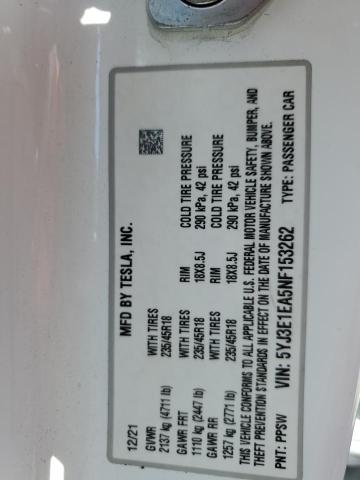 MFD BY TESLA, INC.
12/21
GVWR WITH TIRES RIM COLD TIRE PRESSURE
2137 kg (4711 lb) 235/45R18 18X8.5J 290 kPa, 42 psi
GAWR FRT WITH TIRES RIM COLD TIRE PRESSURE
1110 kg (2447 lb) 235/45R18 18X8.5J 290 kPa, 42 psi
GAWR RR
1257 kg (2771 lb) 235/45R18
THIS VEHICLE CONFORMS TO ALL APPLICABLE U.S. FEDERAL MOTOR VEHICLE SAFETY, BUMPER, AND
THEFT PREVENTION STANDARDS IN EFFECT ON THE DATE OF MANUFACTURE SHOWN ABOVE.
PNT: PPSW VIN: 5YJ3E1EA5NF153262 TYPE: PASSENGER CAR